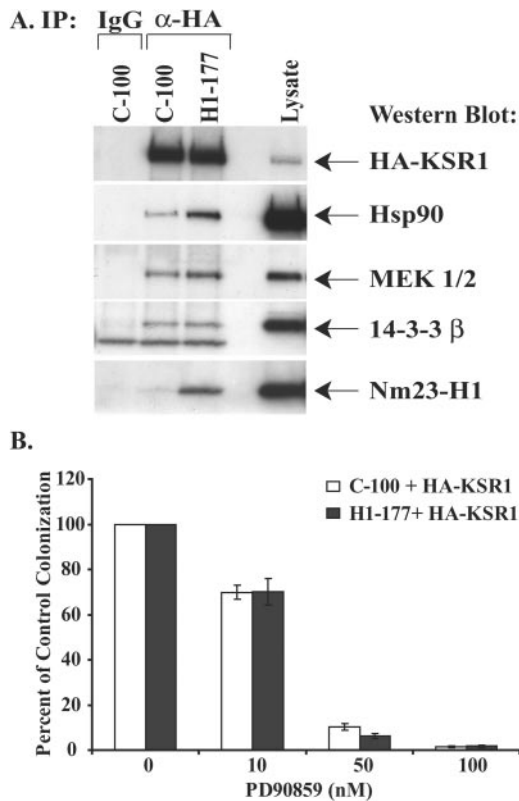 A. IP: IgG α-HA
C-100 C-100 H1-177 Lysate
Western Blot:
HA-KSR1
Hsp90
MEK 1/2
14-3-3 β
Nm23-H1
B.
Percent of Control Colonization
120
100
80
60
40
20
0
C-100 + HA-KSR1
H1-177+ HA-KSR1
0 10 50 100
PD90859 (nM)